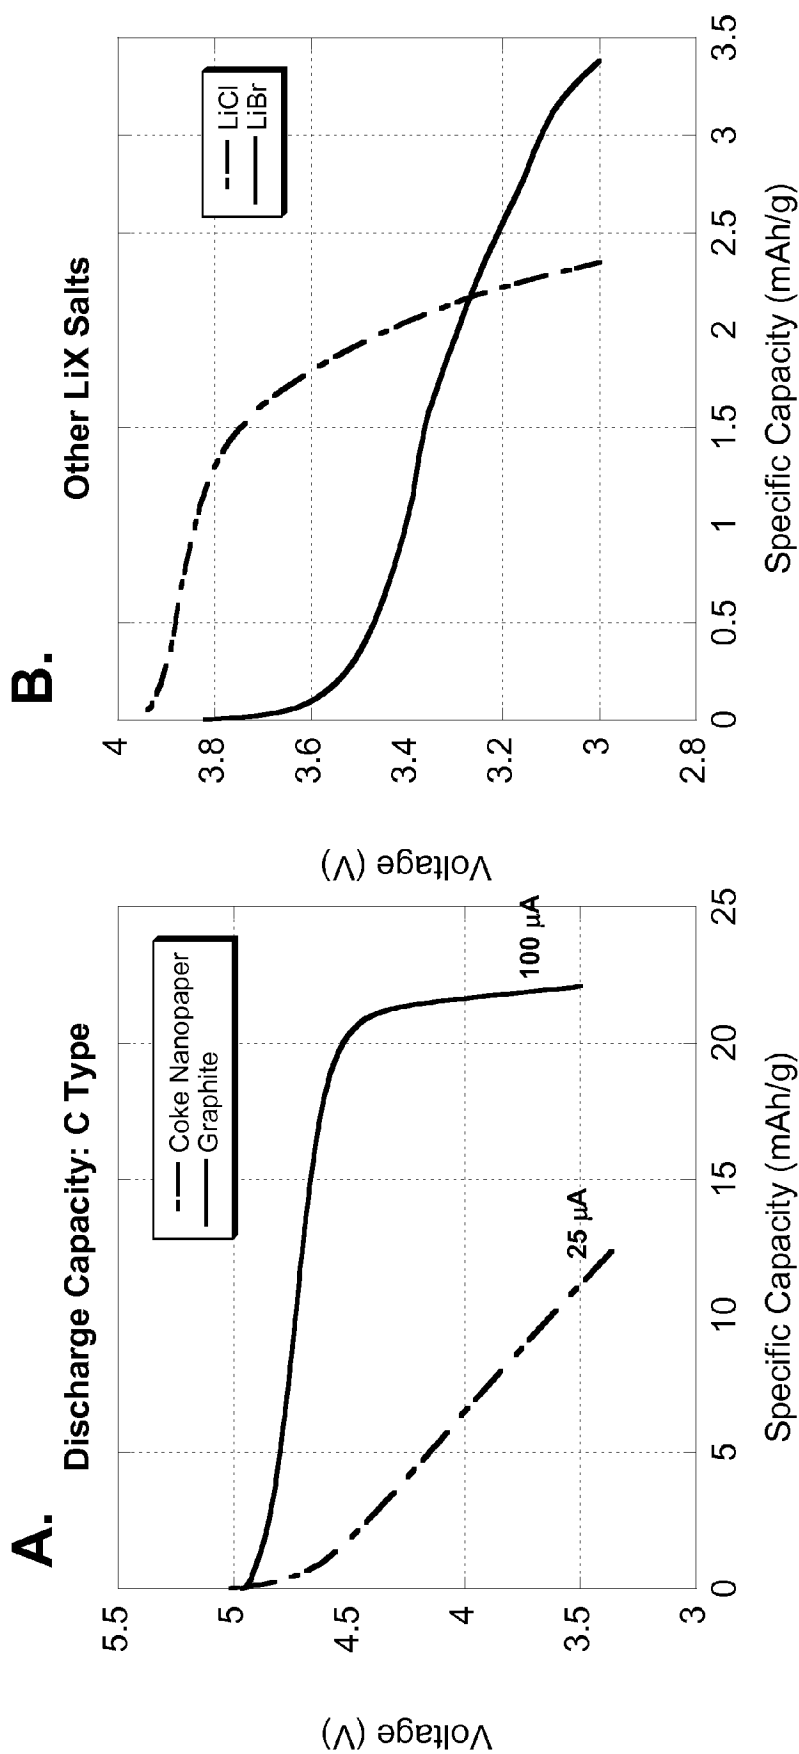 A.
Discharge Capacity: C Type
Coke Nanopaper
Graphite
5.5
5
4.5
4
3.5
3
Voltage (V)
25 µA
100 µA
0
5
10
15
20
25
Specific Capacity (mAh/g)
B.
Other LiX Salts
LiCl
LiBr
4
3.8
3.6
3.4
3.2
3
2.8
Voltage (V)
0
0.5
1
1.5
2
2.5
3
3.5
Specific Capacity (mAh/g)